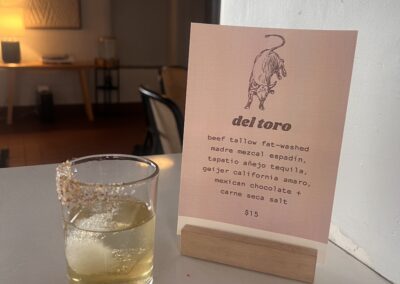 del toro
beef tallow fat-washed
madre mezcal espadín,
tapatio añejo tequila,
geijer california amaro,
mexican chocolate +
carne seca salt
$15